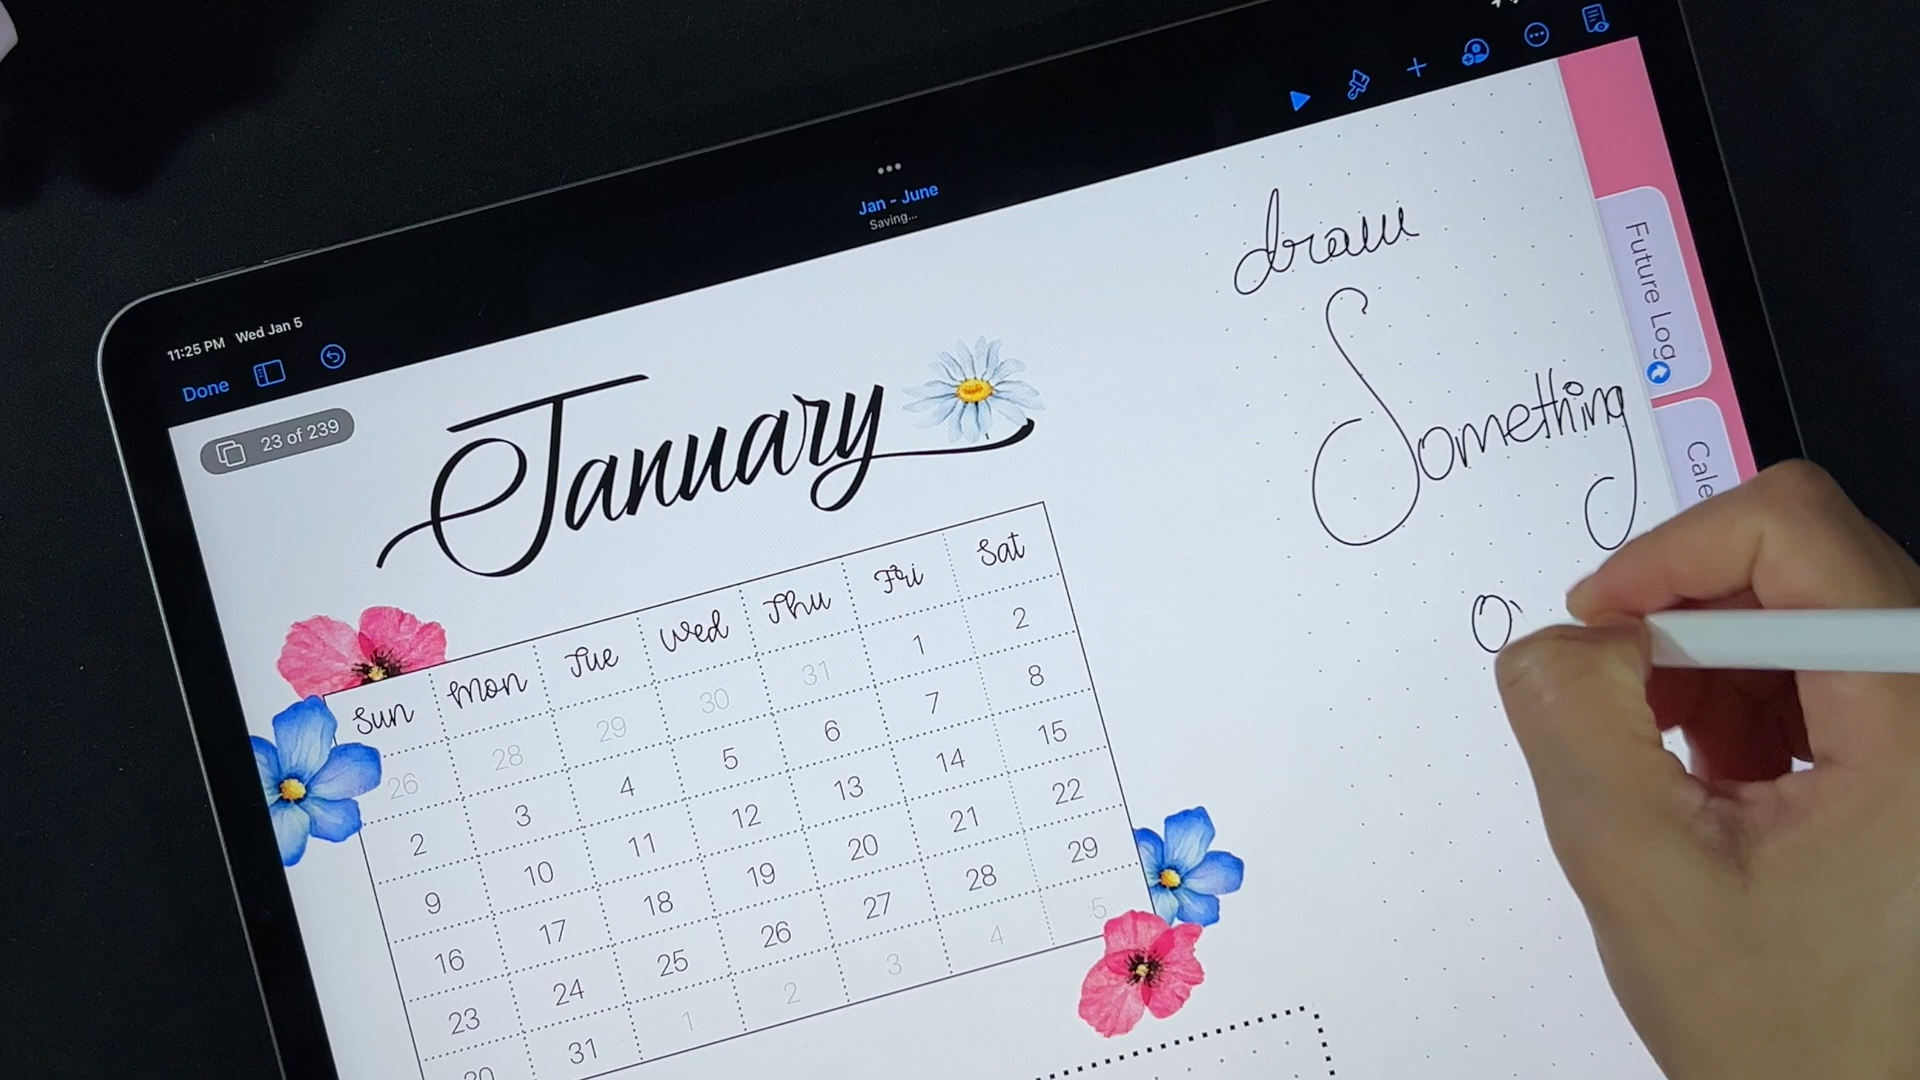 11:25 PM Wed Jan 5
Jan - June
Saving...
Done
23 of 239
January
Sun Mon Tue Wed Thu Fri Sat
26 28 29 30 31 1 2
2 3 4 5 6 7 8
9 10 11 12 13 14 15
16 17 18 19 20 21 22
23 24 25 26 27 28 29
30 31 1 2 3 4 5
draw
Something
Future Log